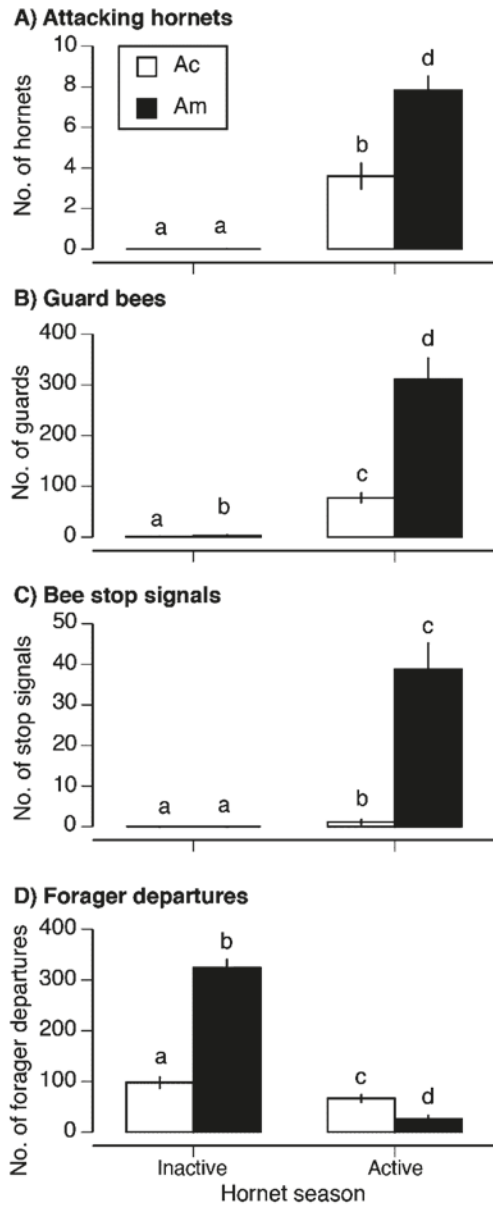 A) Attacking hornets
No. of hornets
10
8
6
4
2
0
Ac
Am
a a
b
d
B) Guard bees
No. of guards
400
300
200
100
0
a
b
c
d
C) Bee stop signals
No. of stop signals
50
40
30
20
10
0
a a
b
c
D) Forager departures
No. of forager departures
400
300
200
100
0
a
b
c
d
Inactive Active
Hornet season